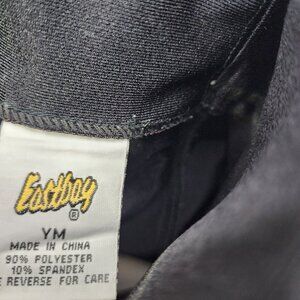 Eastbay
®
YM
MADE IN CHINA
90% POLYESTER
10% SPANDEX
REVERSE FOR CARE